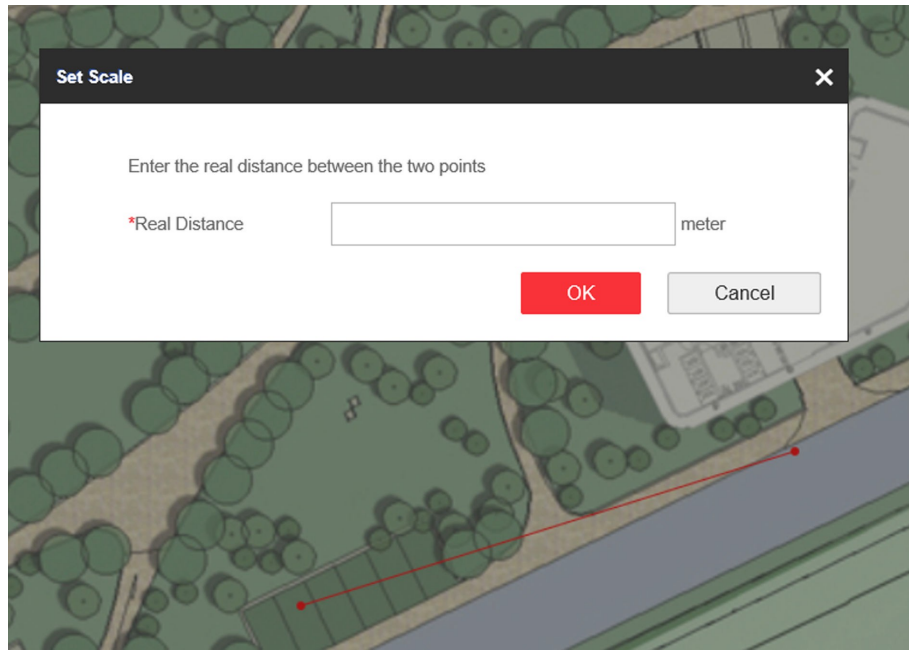 Set Scale
Enter the real distance between the two points
*Real Distance
meter
OK
Cancel